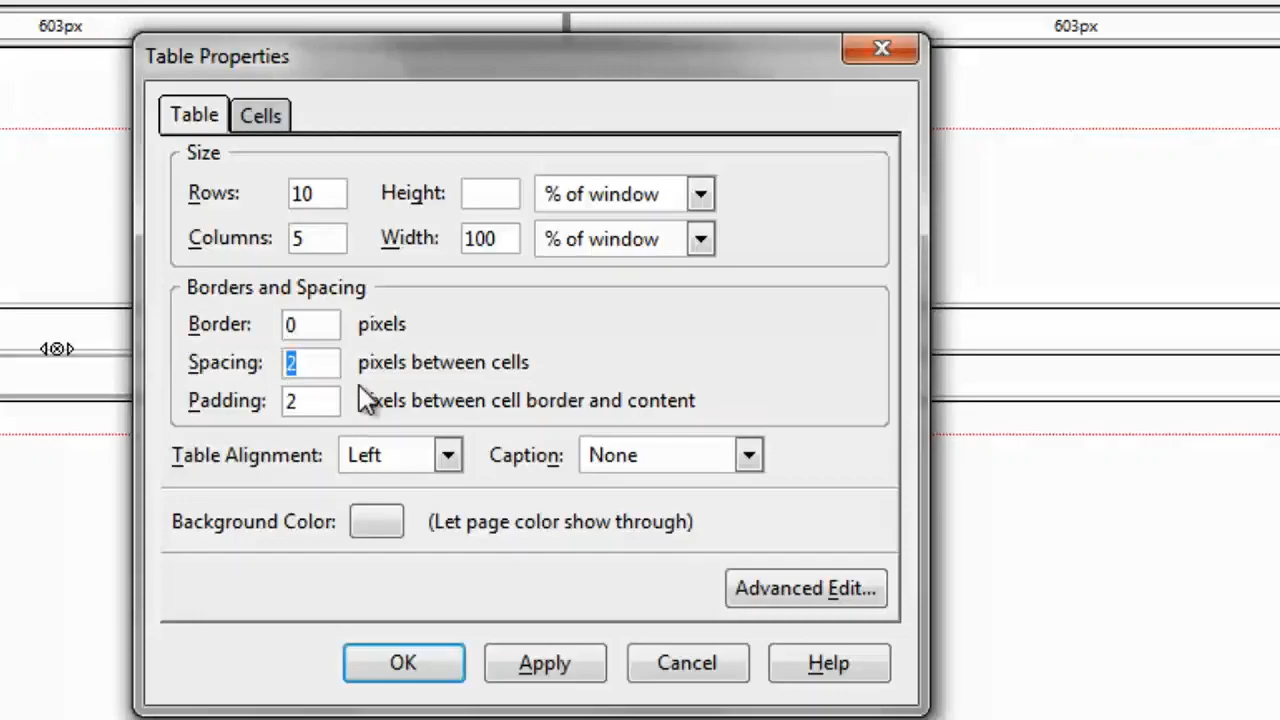 603px 603px
Table Properties
Table Cells
Size
Rows: 10 Height: % of window
Columns: 5 Width: 100 % of window
Borders and Spacing
Border: 0 pixels
Spacing: 2 pixels between cells
Padding: 2 pixels between cell border and content
Table Alignment: Left Caption: None
Background Color: (Let page color show through)
Advanced Edit...
OK Apply Cancel Help